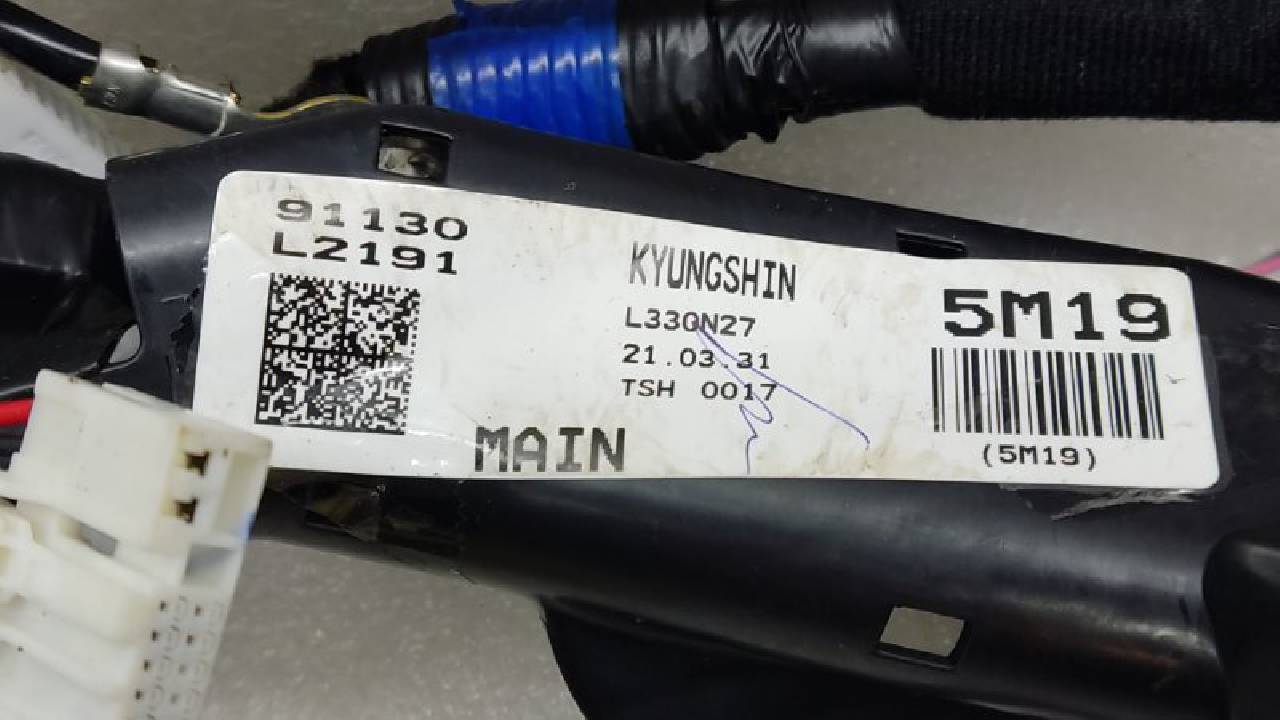 91130
L2191
KYUNGSHIN
L330N27
21.03.31
TSH 0017
MAIN
5M19
(5M19)